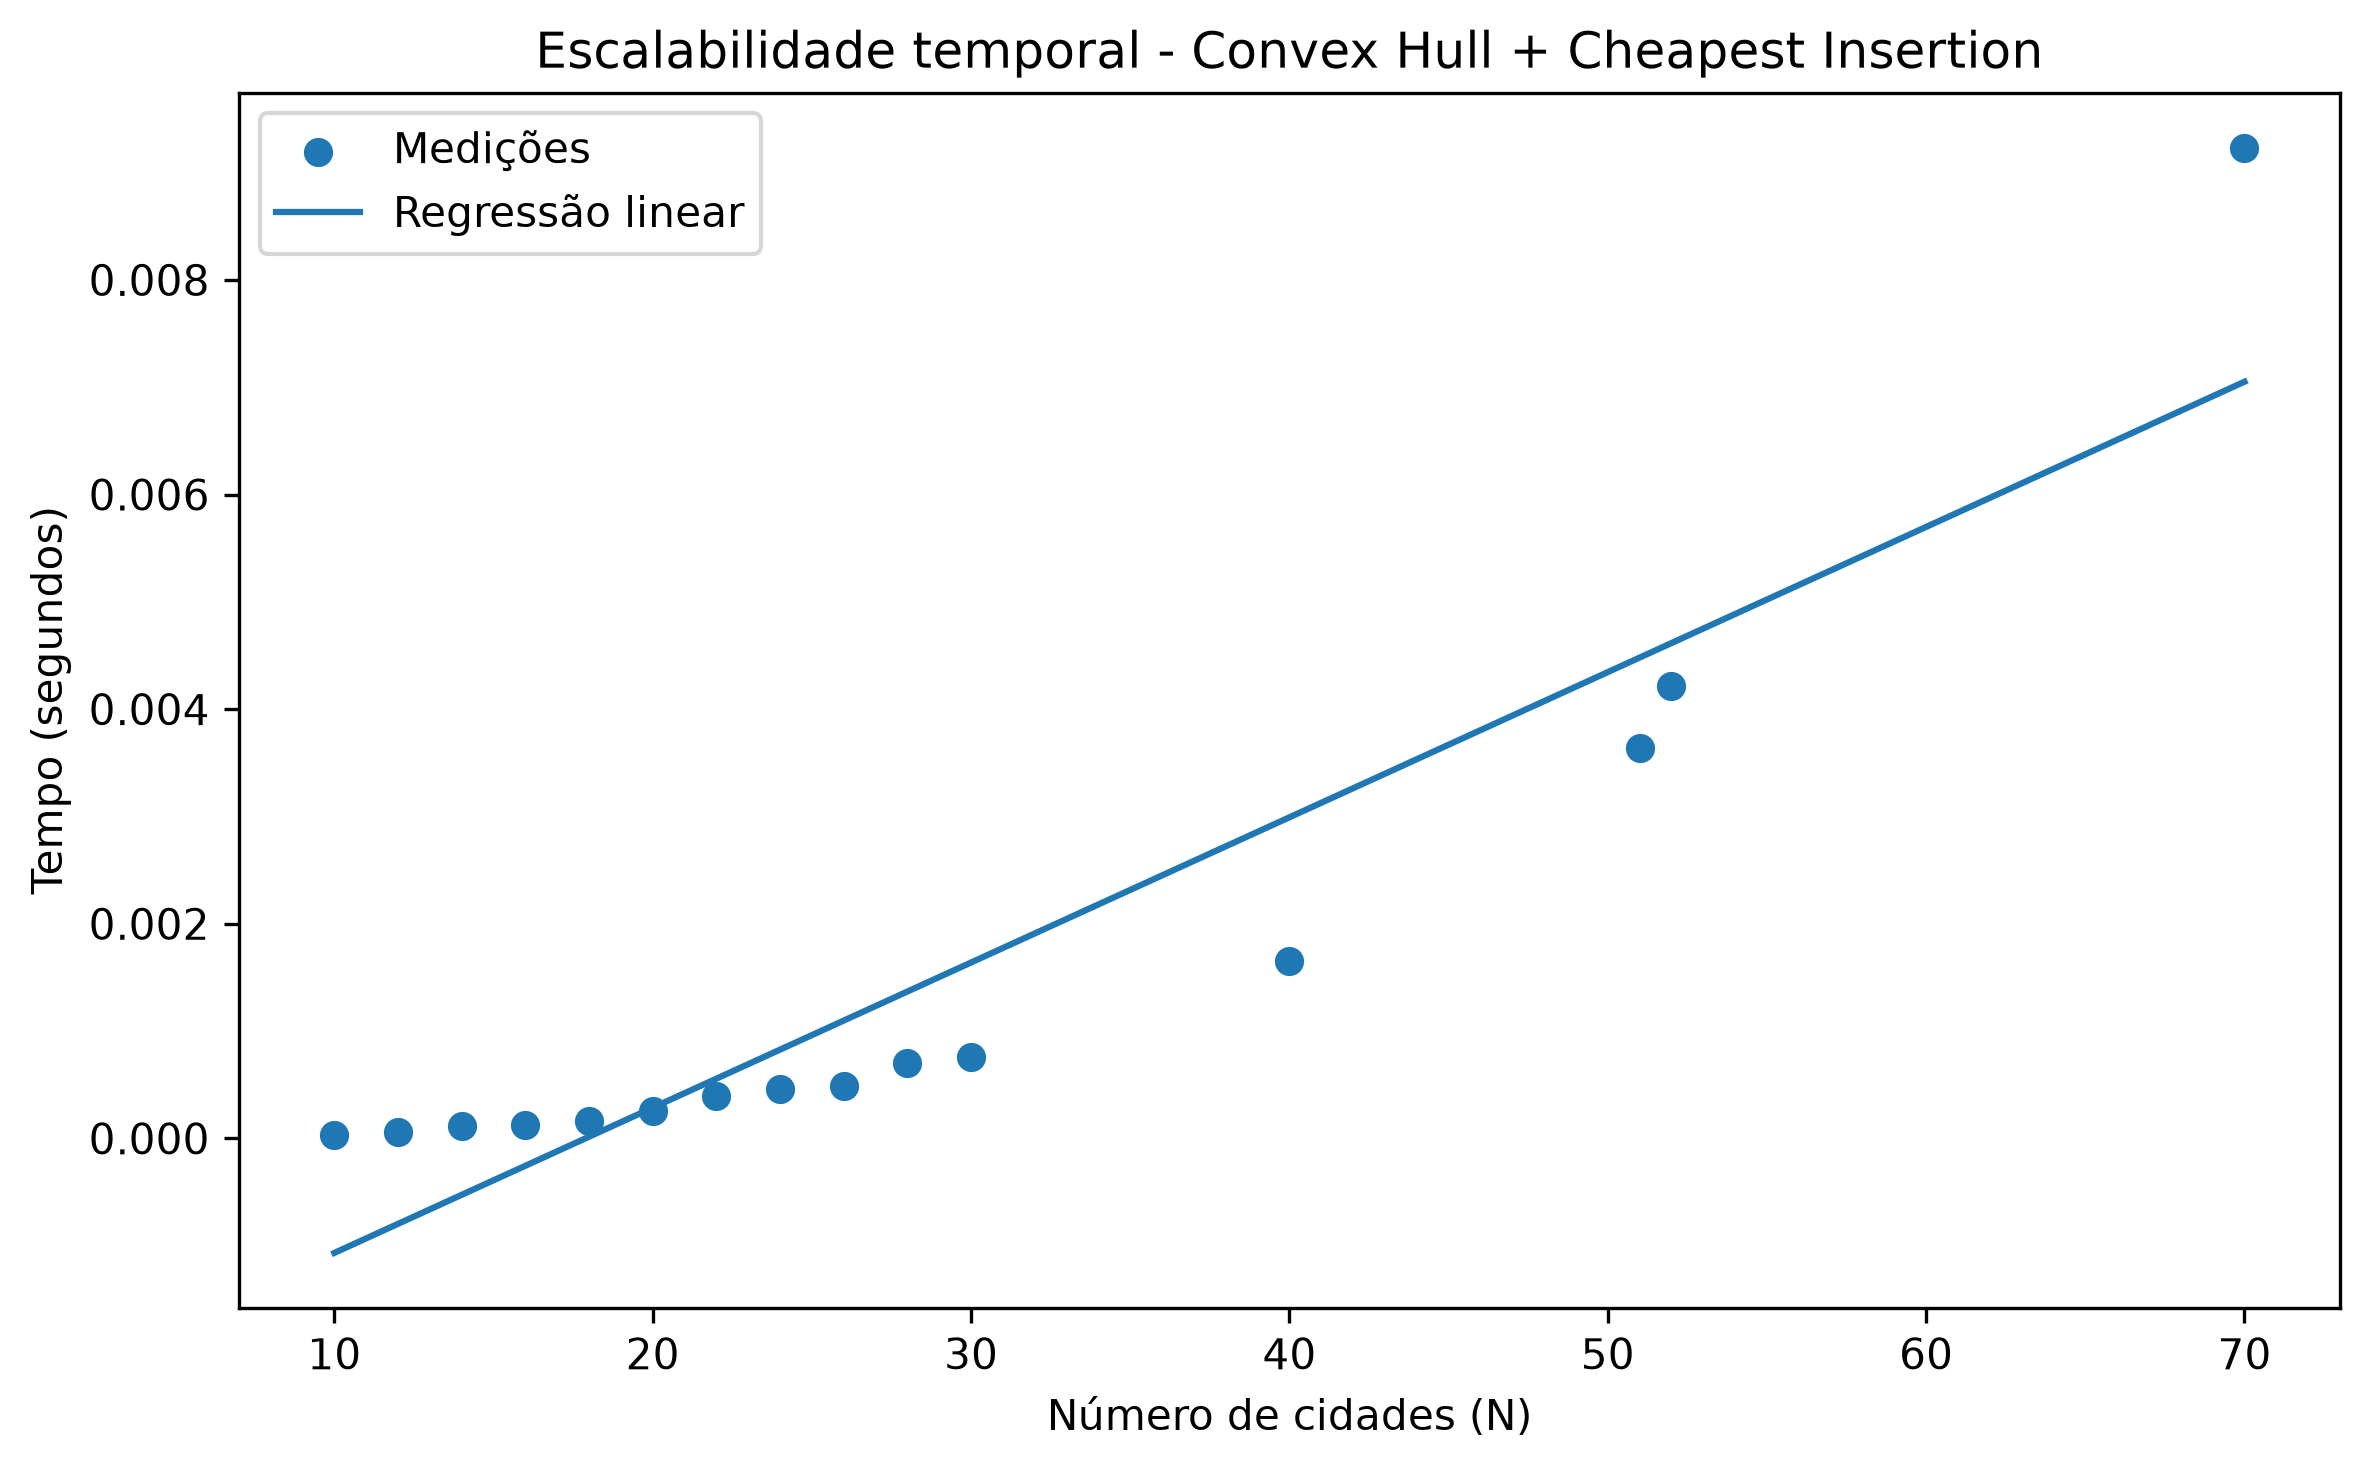 Escalabilidade temporal - Convex Hull + Cheapest Insertion
Medições
Regressão linear
0.008
0.006
0.004
0.002
0.000
Tempo (segundos)
10 20 30 40 50 60 70
Número de cidades (N)